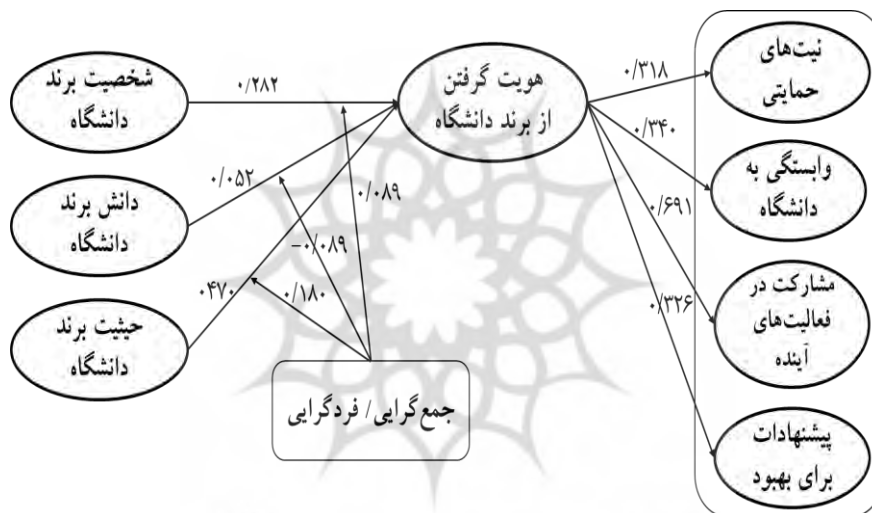 شخصیت برند
دانشگاه
دانش برند
دانشگاه
حیثیت برند
دانشگاه
هویت گرفتن
از برند دانشگاه
جمع‌گرایی/ فردگرایی
نیت‌های
حمایتی
وابستگی به
دانشگاه
مشارکت در
فعالیت‌های
آینده
پیشنهادات
برای بهبود
۰/۲۸۲
۰/۰۵۲
۰۴۷۰
۰/۰۸۹
-۰/۰۸۹
۰/۱۸۰
۰/۳۱۸
۰/۳۴۰
۰/۶۹۱
۰/۳۲۶